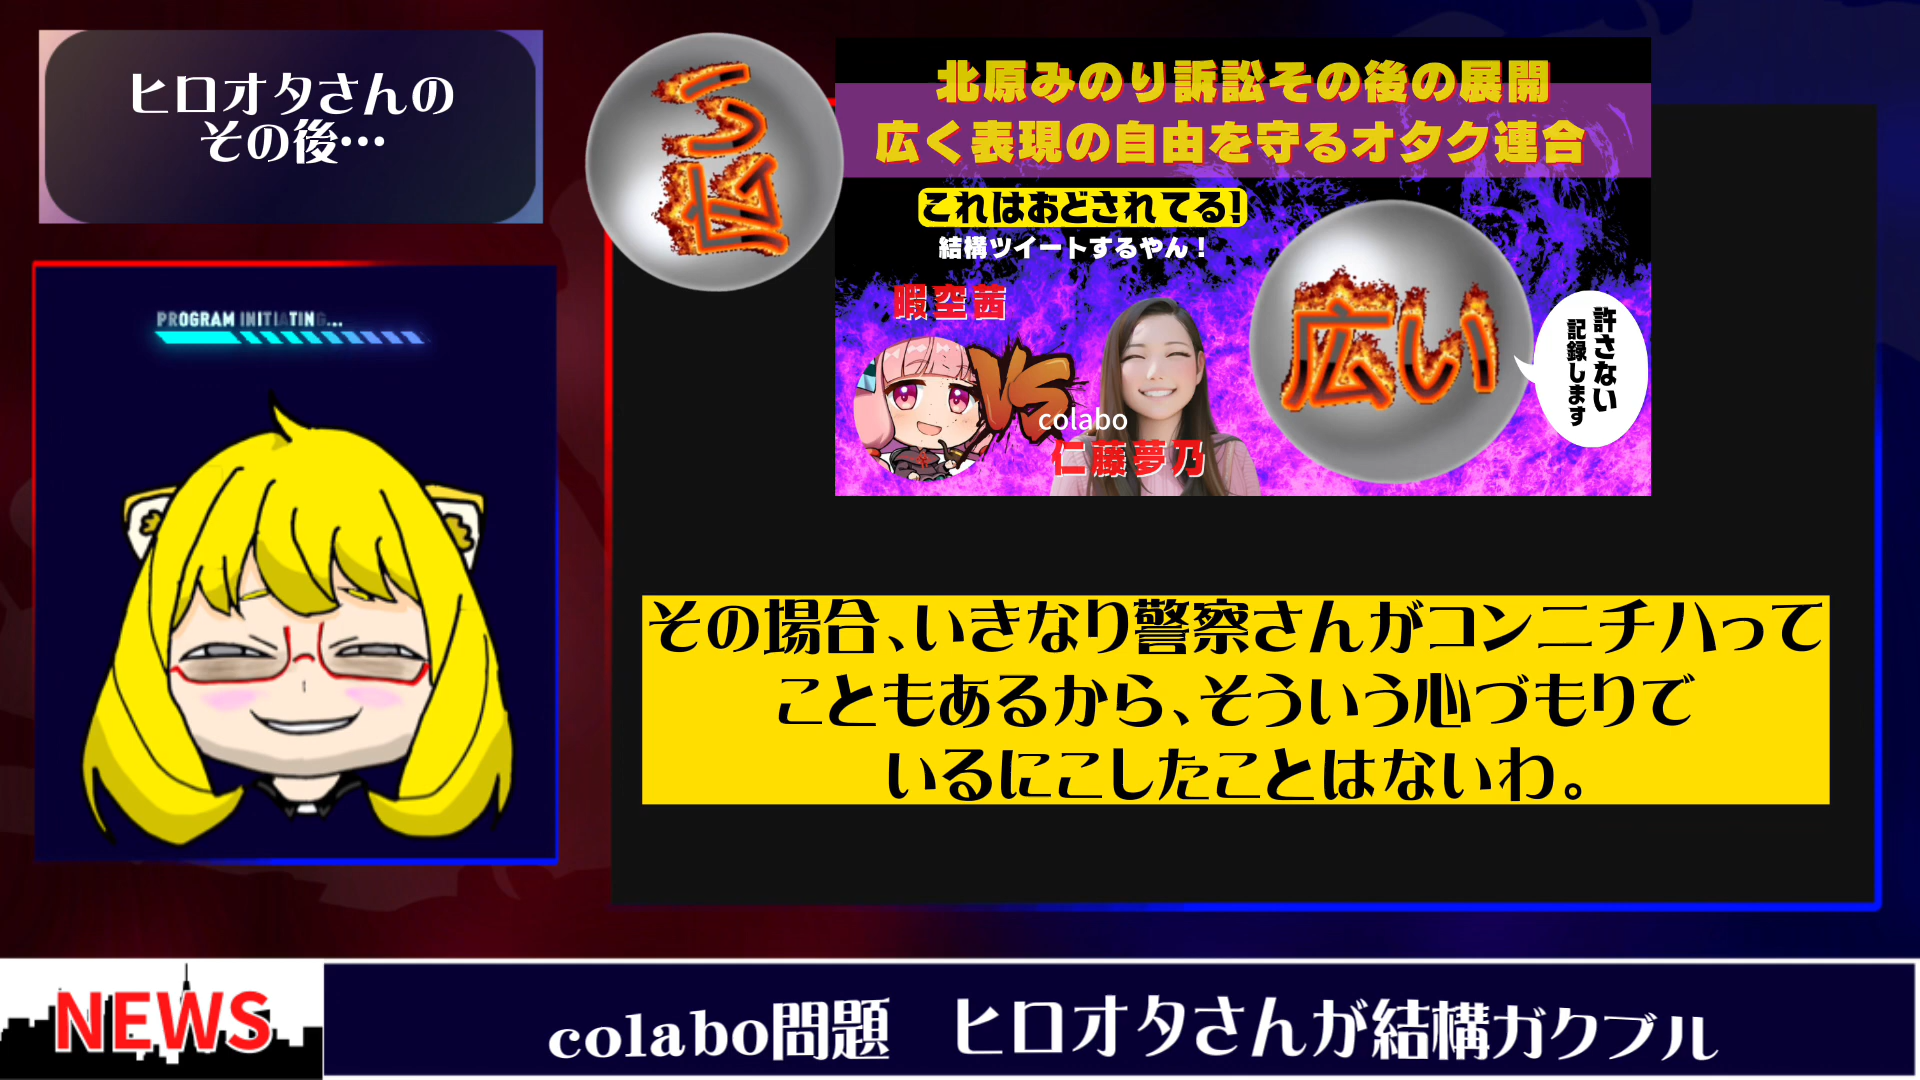 ヒロオタさんの
その後…
PROGRAM INITIATING...
広い
北原みのり訴訟その後の展開
広く表現の自由を守るオタク連合
これはおどされてる!
結構ツイートするやん！
暇空茜
VS
colabo
仁藤夢乃
広い
許さない
記録します
その場合、いきなり警察さんがコンニチハって
こともあるから、そういう心づもりで
いるにこしたことはないわ。
NEWS
colabo問題　ヒロオタさんが結構ガクブル